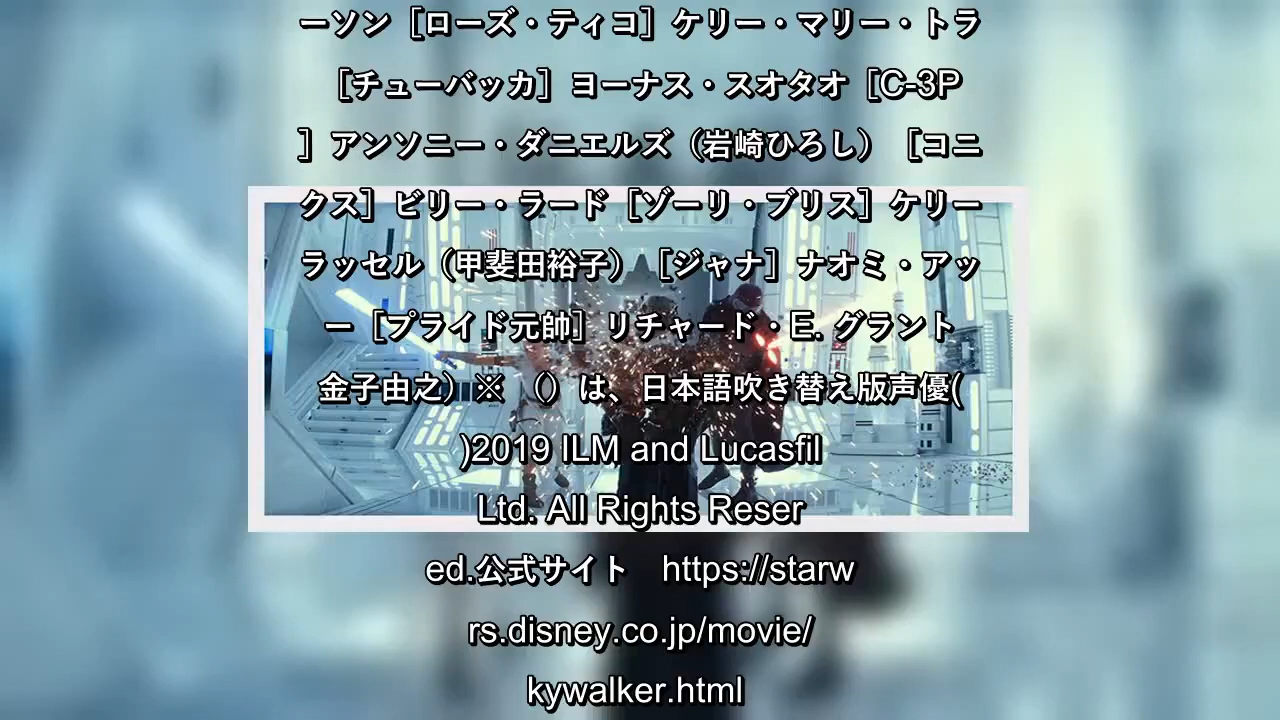 ーソン［ローズ・ティコ］ケリー・マリー・トラ
［チューバッカ］ヨーナス・スオタオ［C-3P
］アンソニー・ダニエルズ（岩崎ひろし）［コニ
クス］ビリー・ラード［ゾーリ・ブリス］ケリー
ラッセル（甲斐田裕子）［ジャナ］ナオミ・アッ
ー［プライド元帥］リチャード・E. グラント
金子由之）※ （）は、日本語吹き替え版声優(
)2019 ILM and Lucasfil
Ltd. All Rights Reser
ed.公式サイト　https://starw
rs.disney.co.jp/movie/
kywalker.html